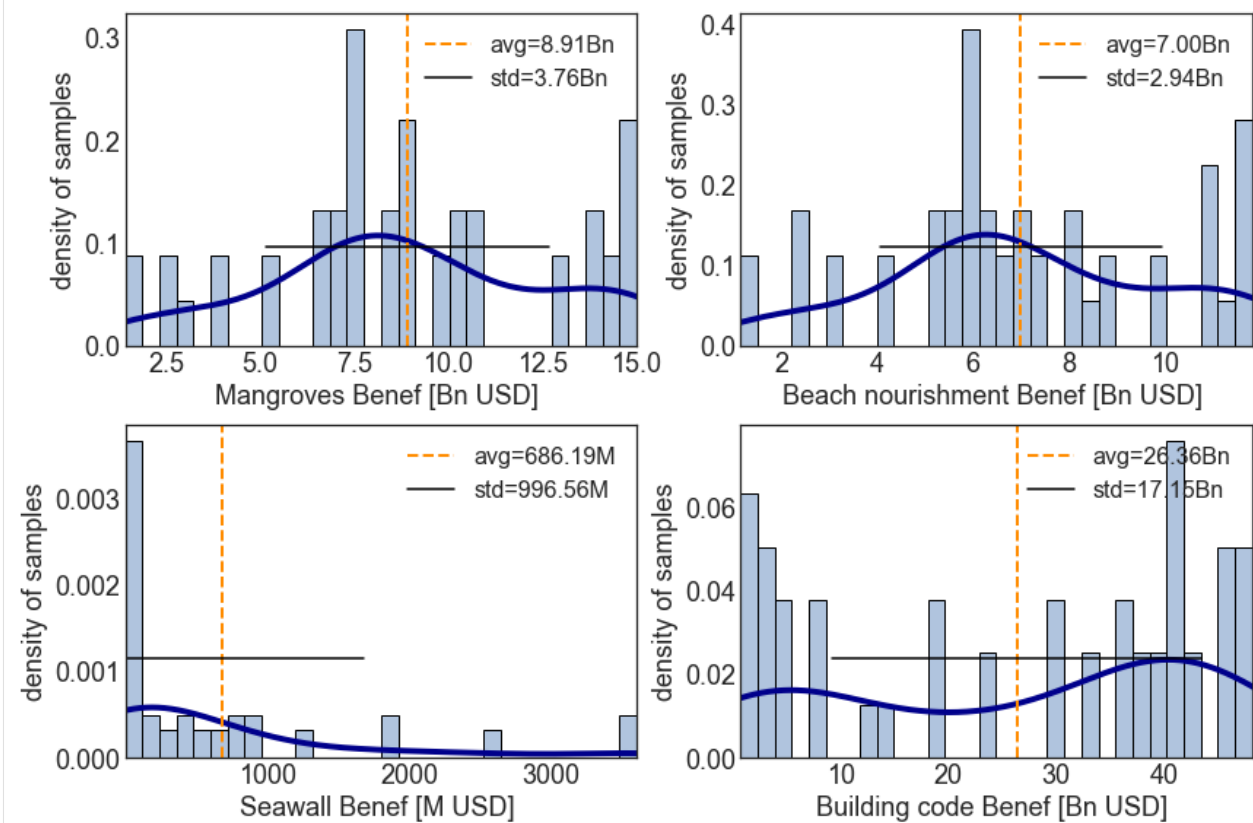 avg=8.91Bn
std=3.76Bn
density of samples
0.3
0.2
0.1
0.0
2.5 5.0 7.5 10.0 12.5 15.0
Mangroves Benef [Bn USD]
avg=7.00Bn
std=2.94Bn
density of samples
0.4
0.3
0.2
0.1
0.0
2 4 6 8 10
Beach nourishment Benef [Bn USD]
avg=686.19M
std=996.56M
density of samples
0.003
0.002
0.001
0.000
1000 2000 3000
Seawall Benef [M USD]
avg=26.36Bn
std=17.15Bn
density of samples
0.06
0.04
0.02
0.00
10 20 30 40
Building code Benef [Bn USD]